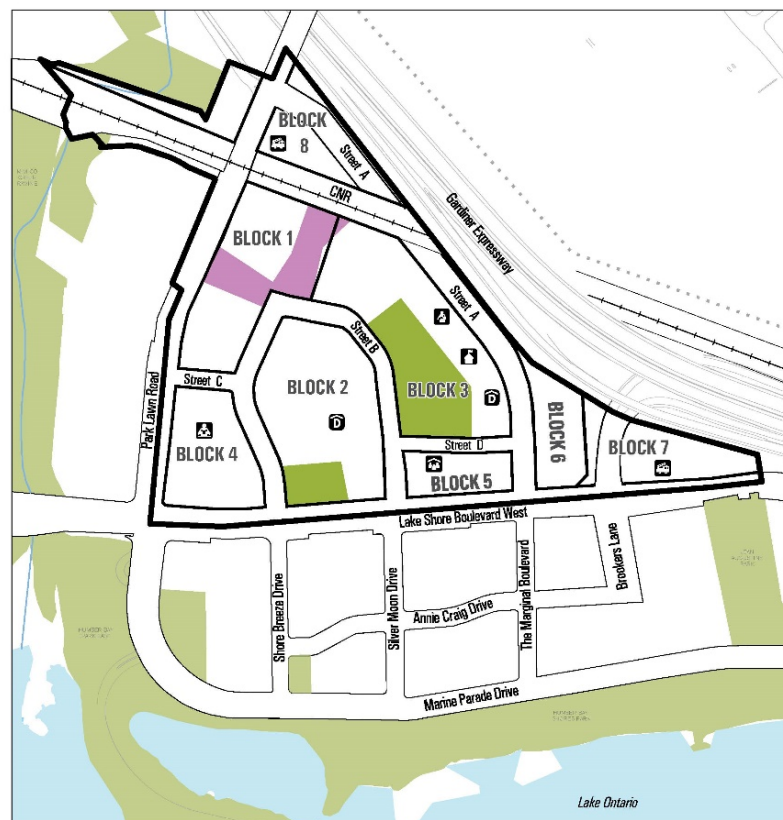 BLOCK
8
Street A
CNR
Gardiner Expressway
BLOCK 1
Street A
Street B
BLOCK 2
BLOCK 3
Street C
Park Lawn Road
D
D
BLOCK 4
Street D
BLOCK 5
BLOCK 6
BLOCK 7
Lake Shore Boulevard West
Shore Breeze Drive
Silver Moon Drive
Annie Craig Drive
The Marginal Boulevard
Brookers Lane
Marine Parade Drive
Lake Ontario